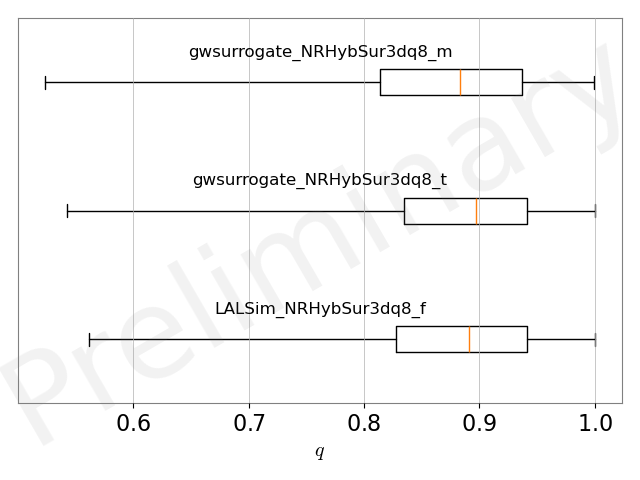 gwsurrogate_NRHybSur3dq8_m
gwsurrogate_NRHybSur3dq8_t
LALSim_NRHybSur3dq8_f
Preliminary
0.6 0.7 0.8 0.9 1.0
q